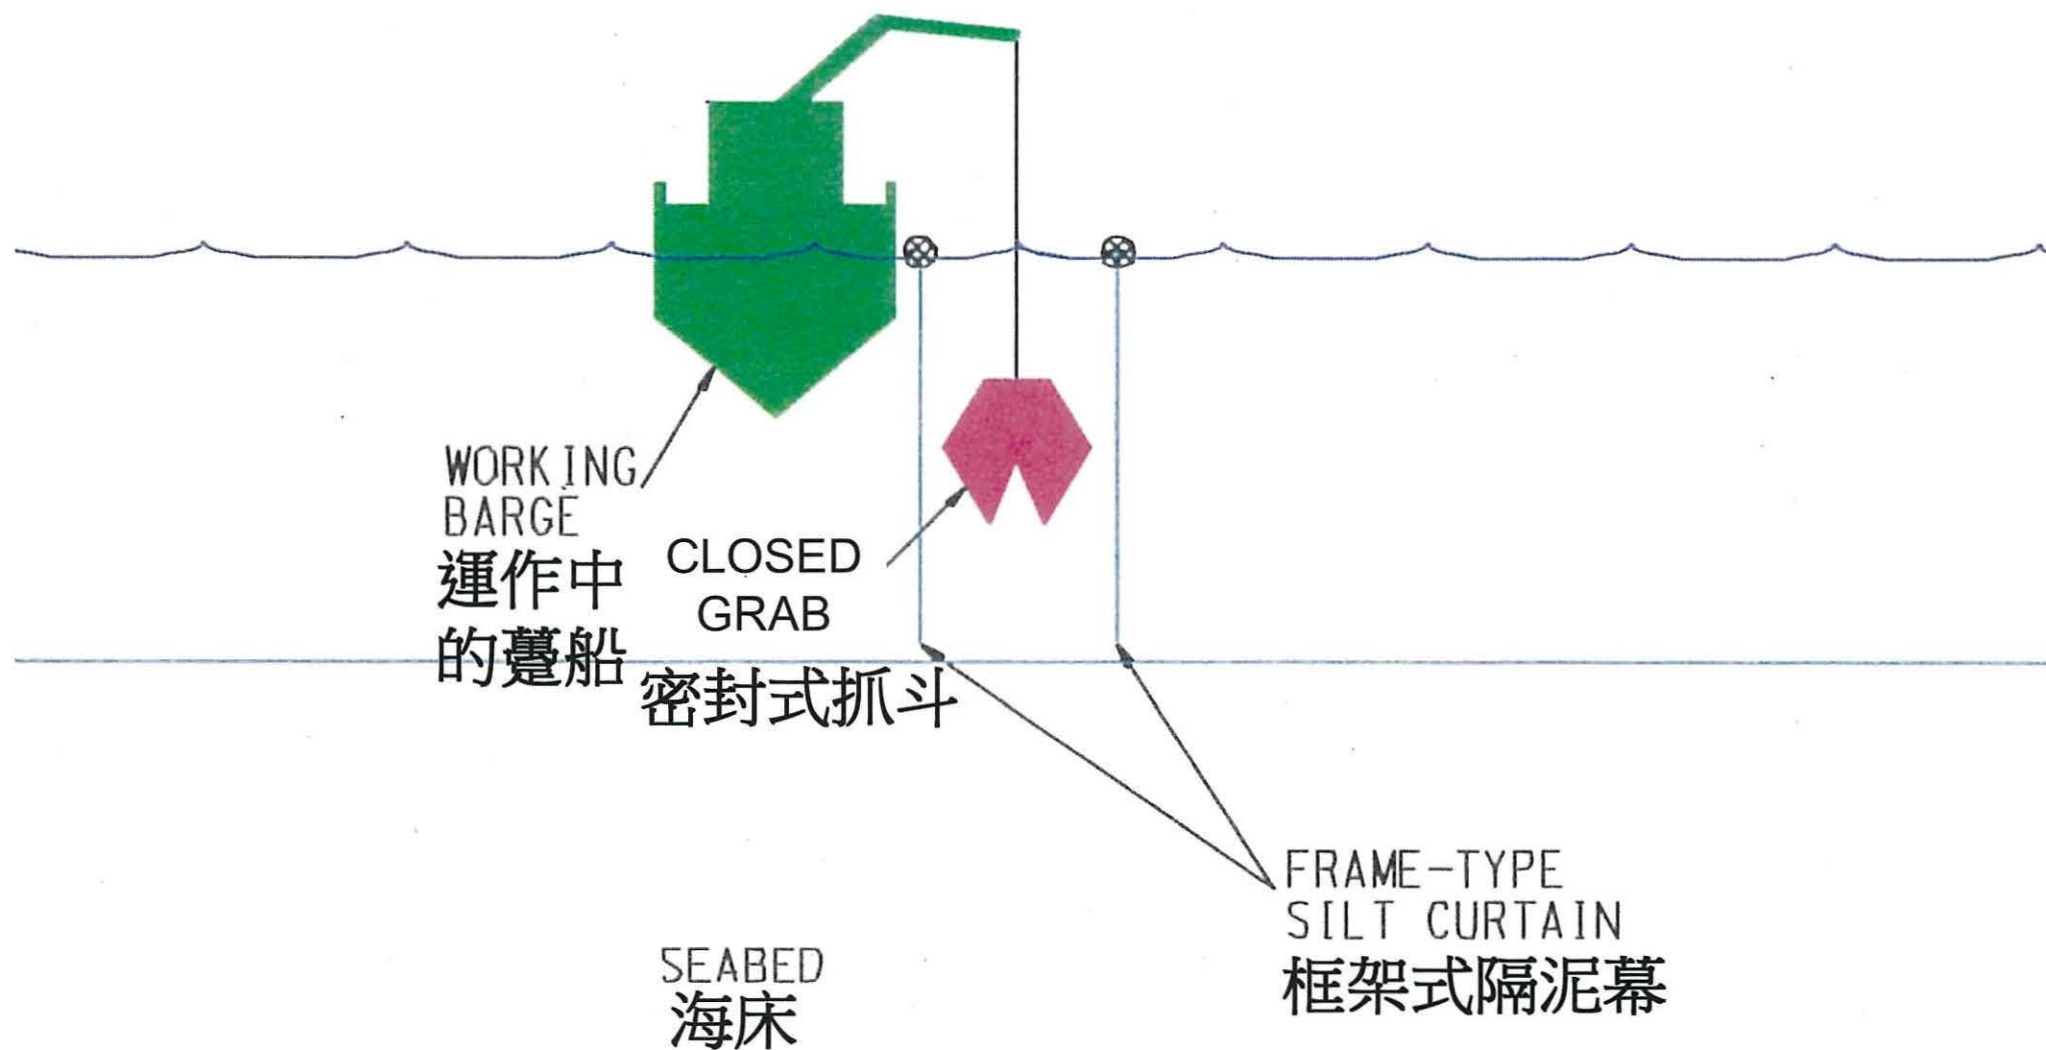 WORKING
BARGE
運作中
的躉船
CLOSED
GRAB
密封式抓斗
FRAME-TYPE
SILT CURTAIN
框架式隔泥幕
SEABED
海床